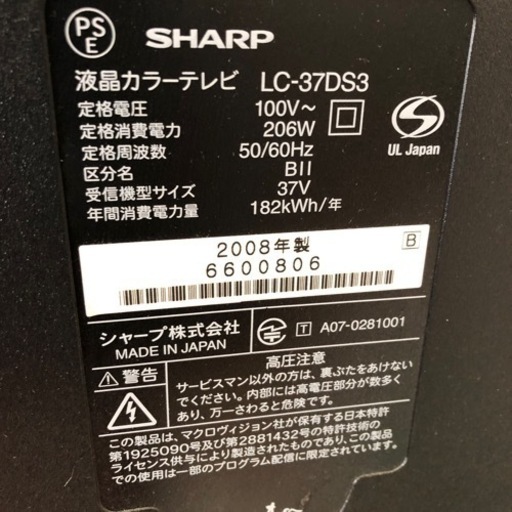 PS
E
SHARP
液晶カラーテレビ LC-37DS3
定格電圧 100V～
定格消費電力 206W
定格周波数 50/60Hz
区分名 BII
受信機型サイズ 37V
年間消費電力量 182kWh/年
UL Japan
2008年製
B
6600806
シャープ株式会社
MADE IN JAPAN
T A07-0281001
高圧注意
警告
サービスマン以外の方は、裏ぶたをあけない
でください。内部には高電圧部分が数多く
あり、万一さわると危険です。
この製品は、マクロヴィジョン社が保有する日本特許
第1925090号及び第2881432号の特許技術の
ライセンス供与により製造されたものであり、この製品
での使用は一部のプログラム配信に限定されています。